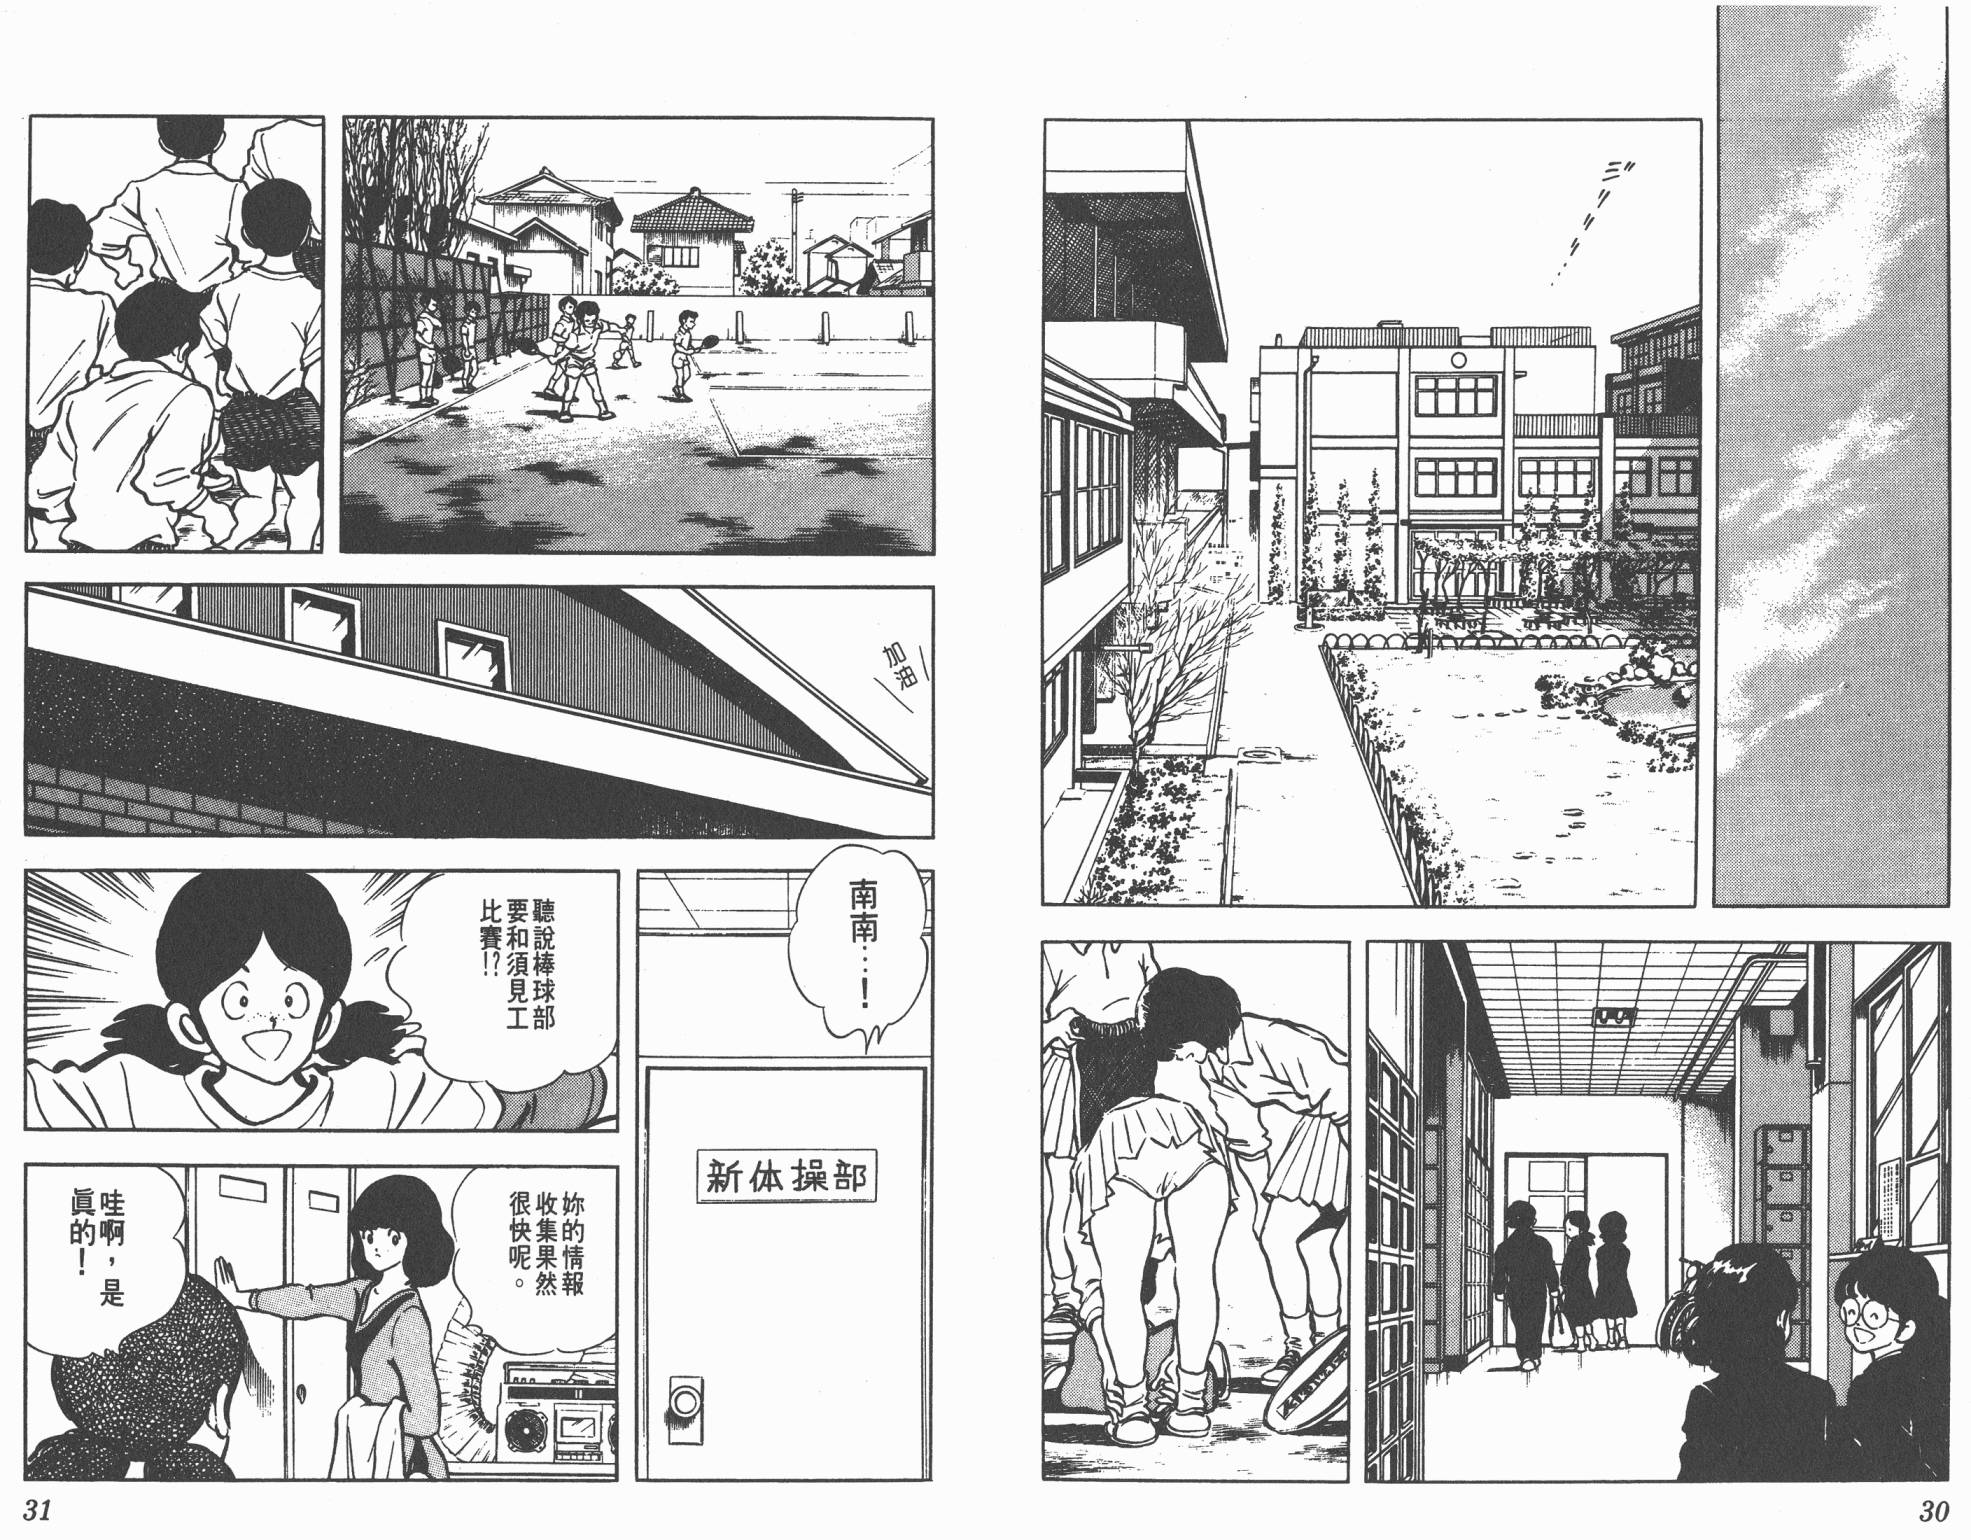 30
加油
南南…!
新体操部
聽說棒球部
要和須見工
比賽!?
妳的情報
收集果然
很快呢。
哇啊，是
眞的!
31